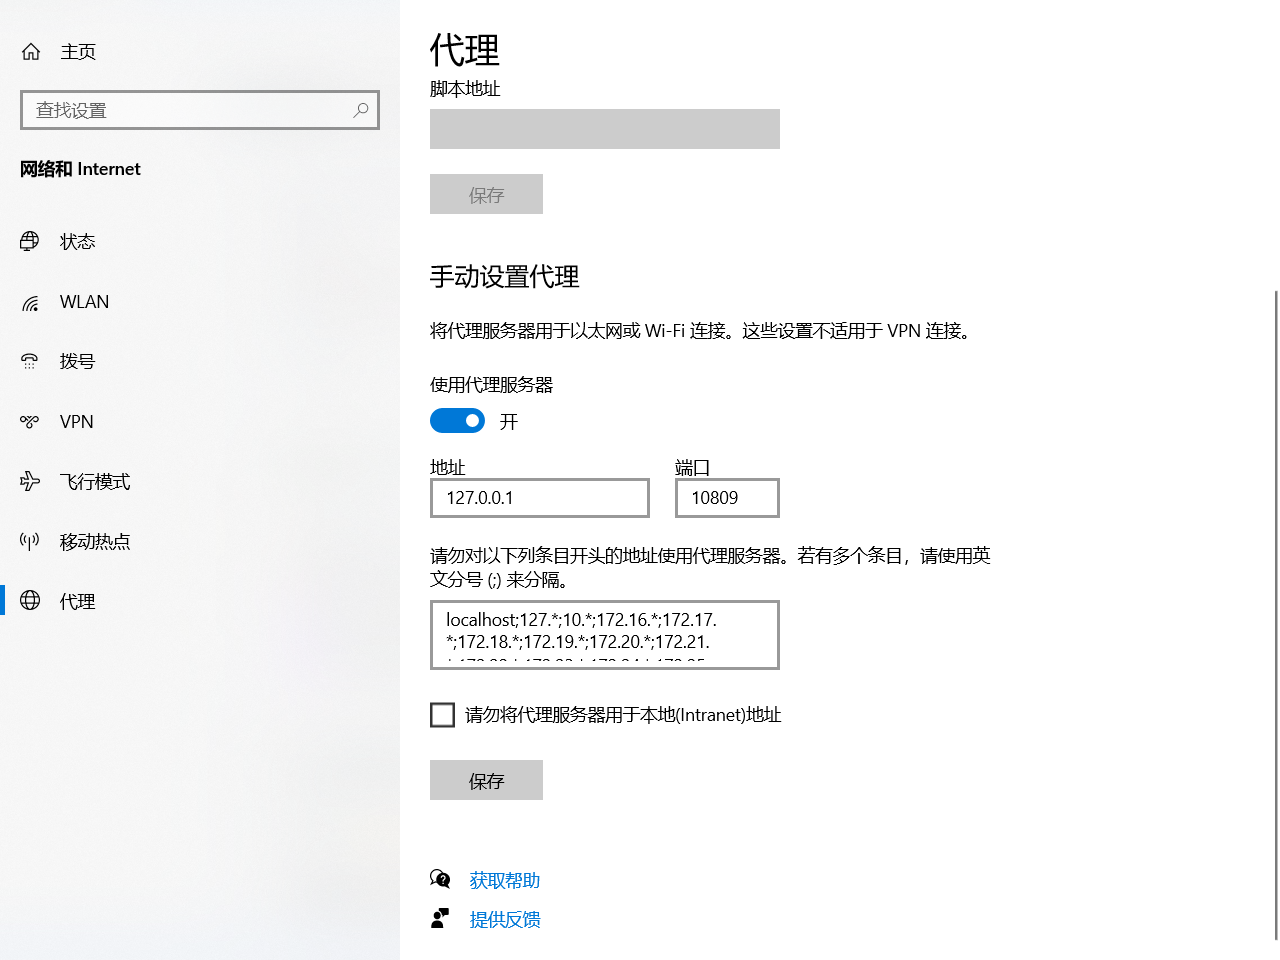 主页
查找设置
网络和 Internet
状态
WLAN
拨号
VPN
飞行模式
移动热点
代理
代理
脚本地址
保存
手动设置代理
将代理服务器用于以太网或 Wi-Fi 连接。这些设置不适用于 VPN 连接。
使用代理服务器
开
地址 端口
127.0.0.1 10809
请勿对以下列条目开头的地址使用代理服务器。若有多个条目，请使用英
文分号 (;) 来分隔。
localhost;127.*;10.*;172.16.*;172.17.
*;172.18.*;172.19.*;172.20.*;172.21.
请勿将代理服务器用于本地(Intranet)地址
保存
获取帮助
提供反馈